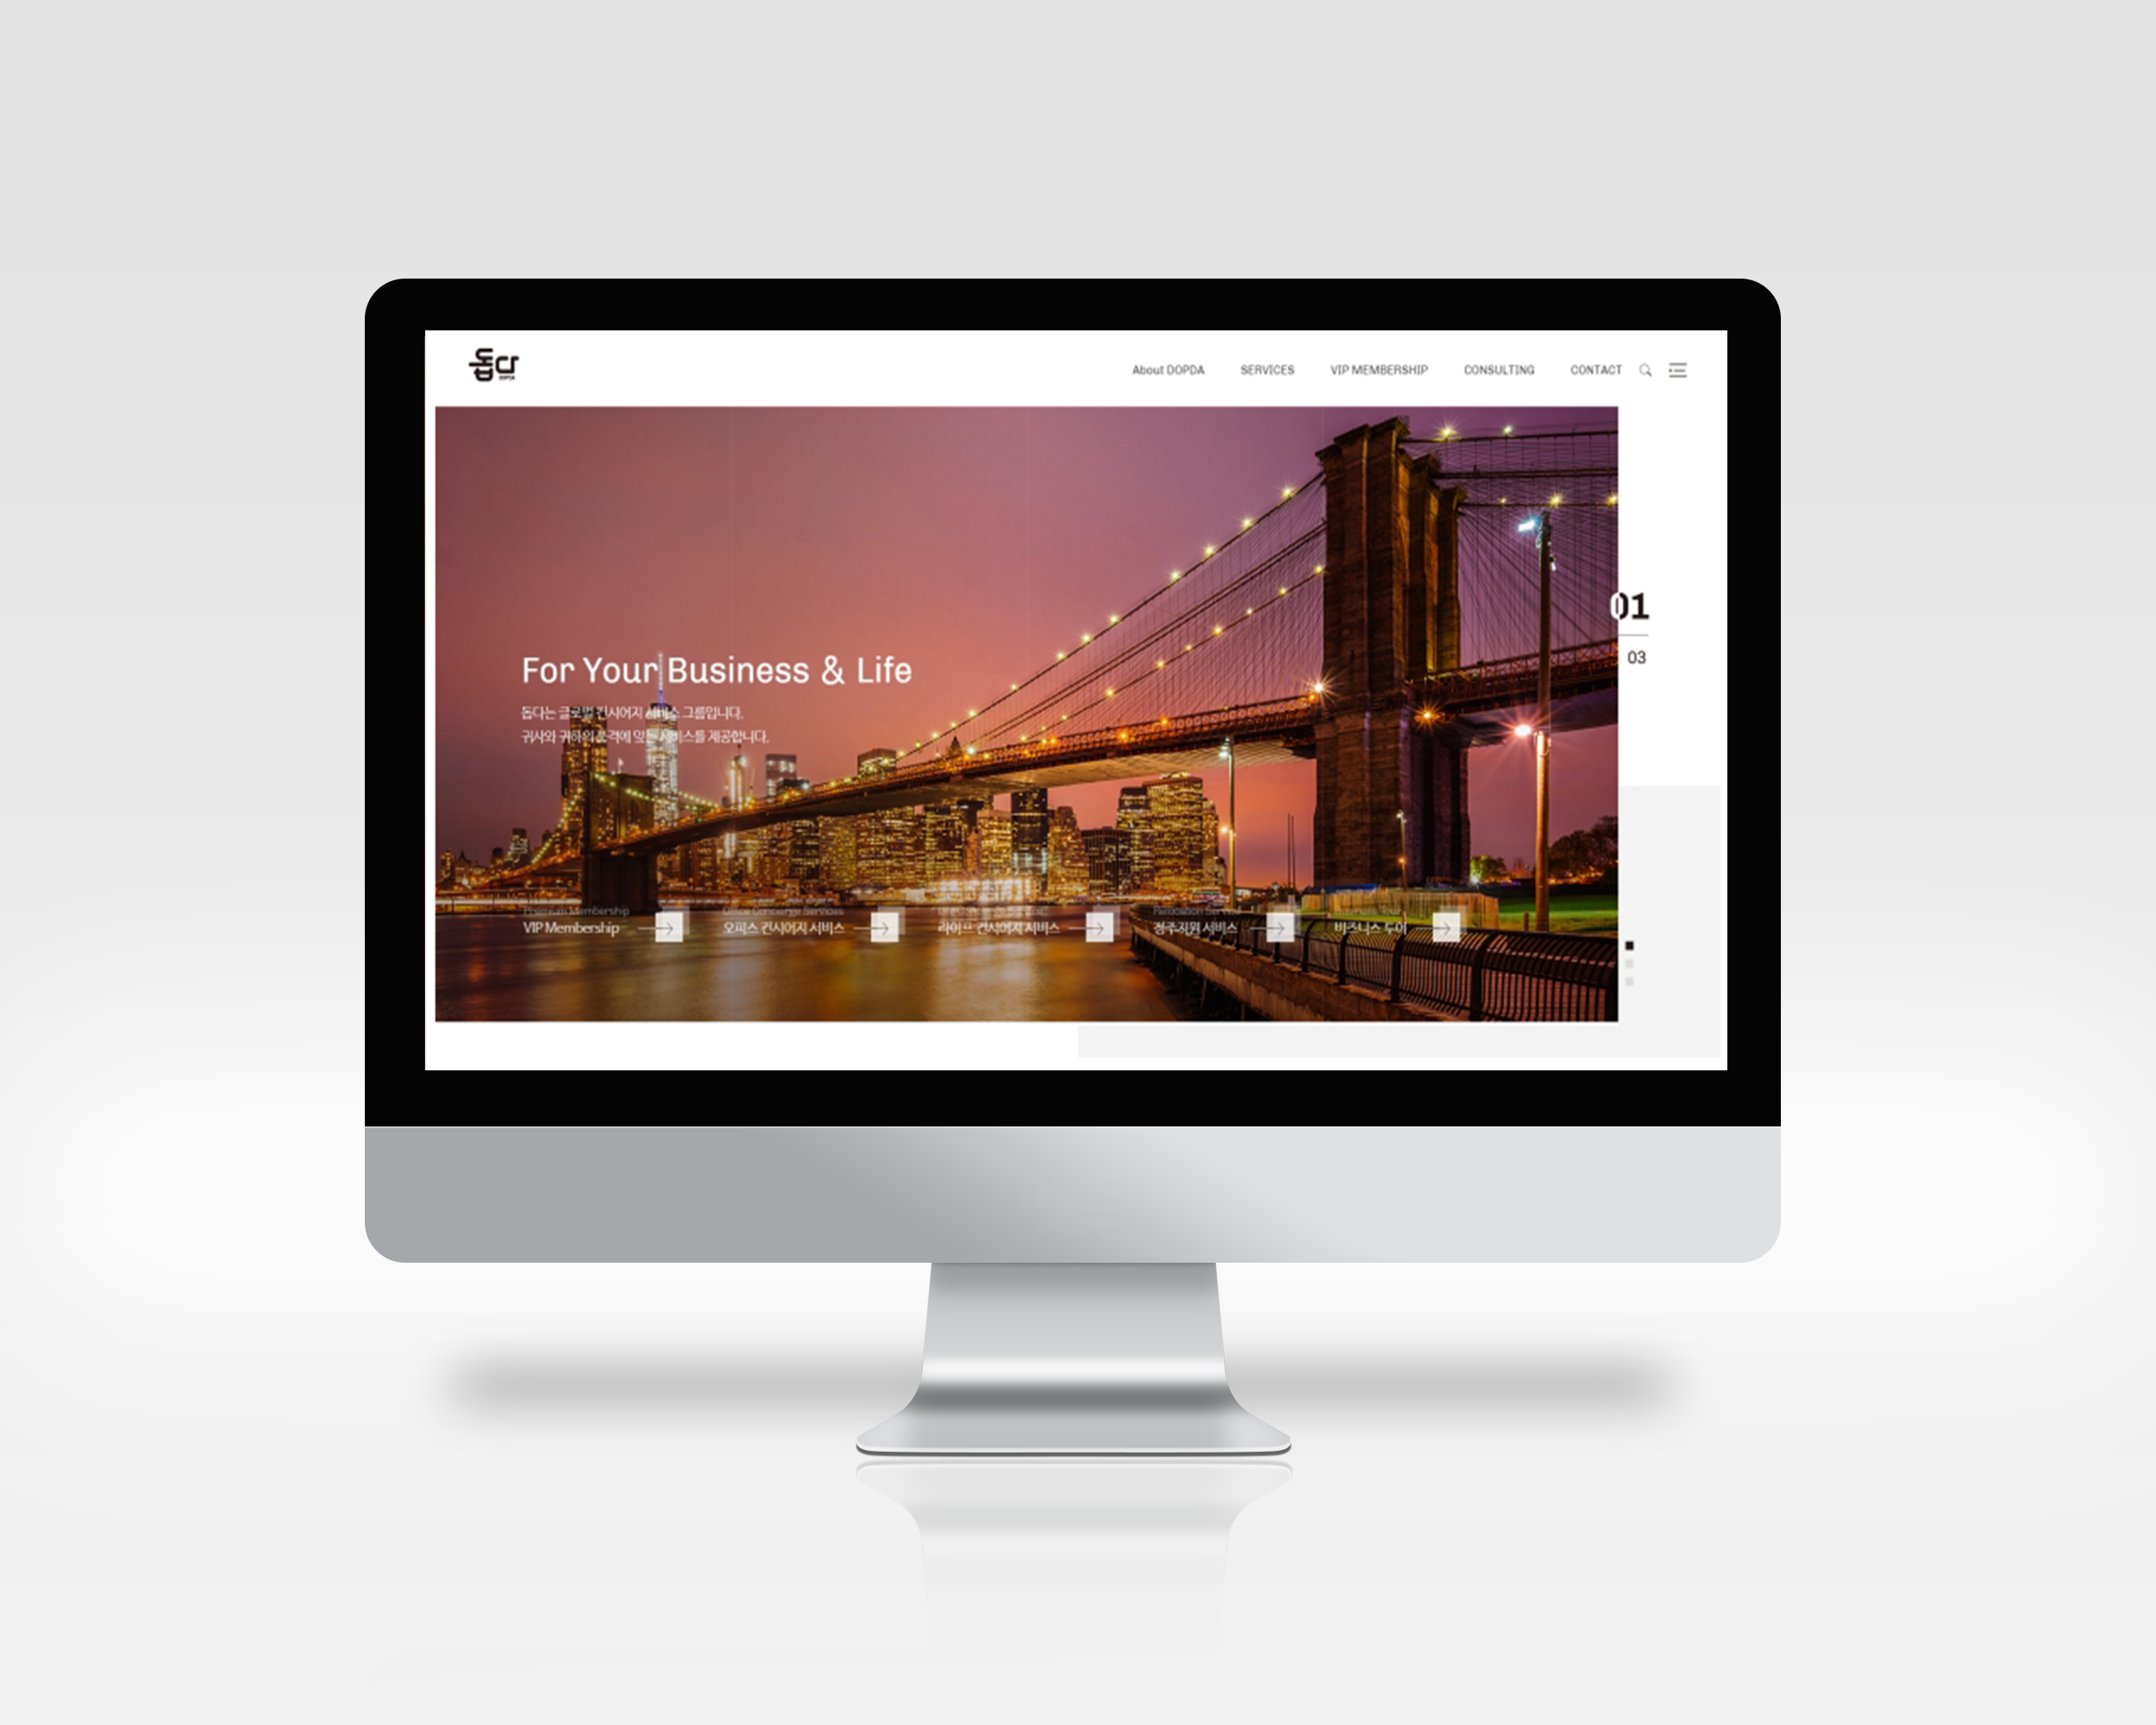 돕다
DOPDA
About DOPDA SERVICES VIP MEMBERSHIP CONSULTING CONTACT
01
03
For Your Business & Life
돕다는 글로벌 컨시어지 서비스 그룹입니다.
귀사와 귀하의 품격에 맞는 서비스를 제공합니다.
Premium Membership
VIP Membership
Office Concierge Services
오피스 컨시어지 서비스
라이프 컨시어지 서비스
Relocation Service
정주지원 서비스
비즈니스 투어